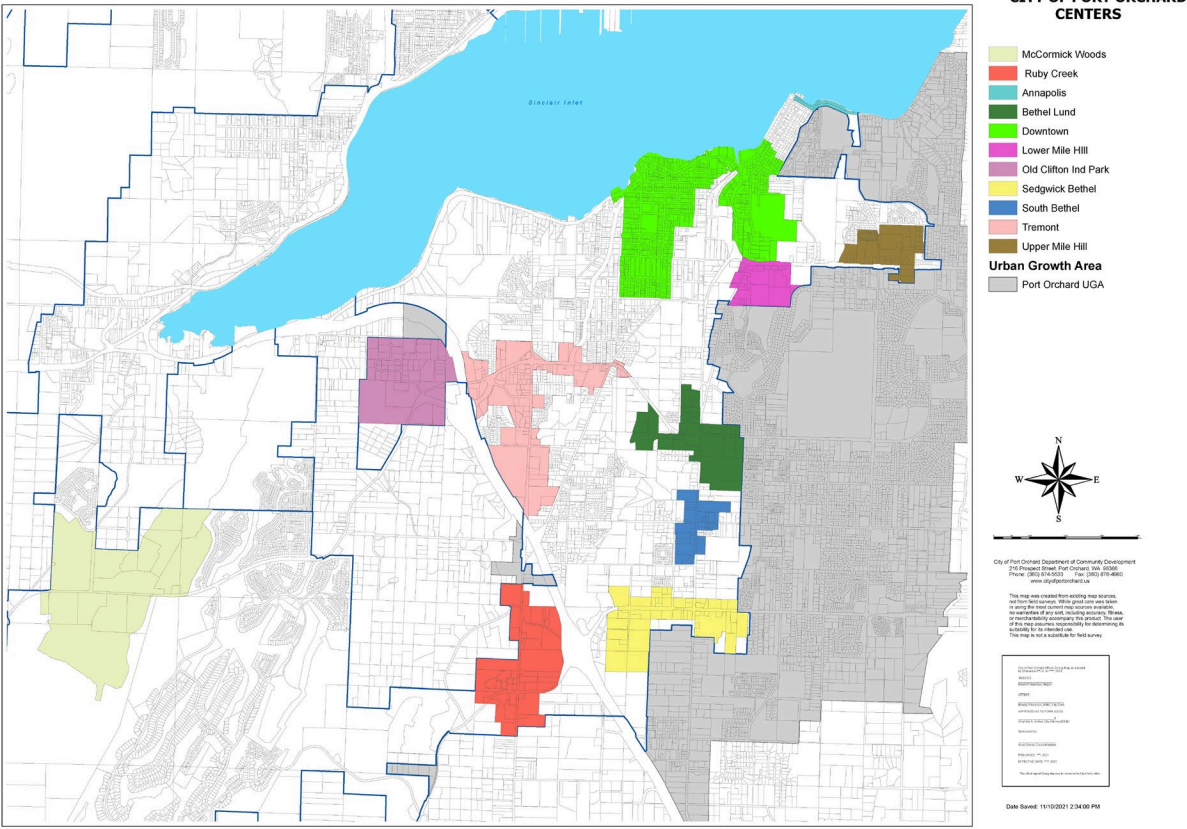 CITY OF PORT ORCHARD
CENTERS
McCormick Woods
Ruby Creek
Annapolis
Bethel Lund
Downtown
Lower Mile HIll
Old Clifton Ind Park
Sedgwick Bethel
South Bethel
Tremont
Upper Mile Hill
Urban Growth Area
Port Orchard UGA
Sinclair Inlet
N
W
E
S
City of Port Orchard Department of Community Development
216 Prospect Street, Port Orchard, WA 98366
Phone: (360) 874-5533 Fax: (360) 876-4980
www.cityofportorchard.us
This map was created from existing map sources,
not from field surveys. While great care was taken
in using the most current map sources available,
no warranties of any sort, including accuracy, fitness,
or merchantability accompany this product. The user
of this map assumes responsibility for determining its
suitability for its intended use.
This map is not a substitute for field survey
Date Saved: 11/10/2021 2:34:00 PM